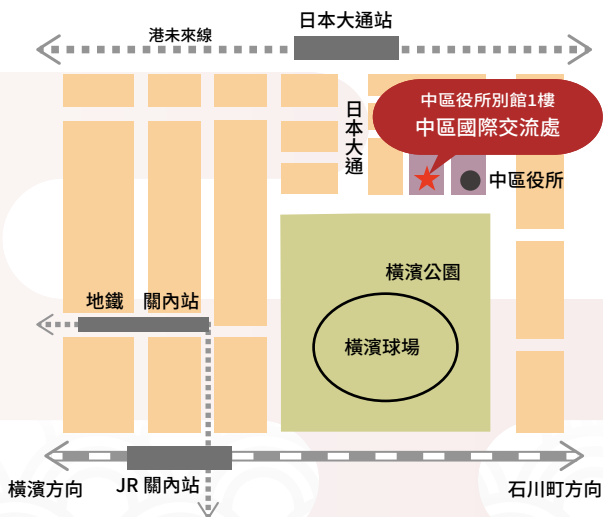 日本大通站
港未來線
中區役所別館1樓
中區國際交流處
日本大通
中區役所
橫濱公園
地鐵 關內站
橫濱球場
橫濱方向
JR 關內站
石川町方向